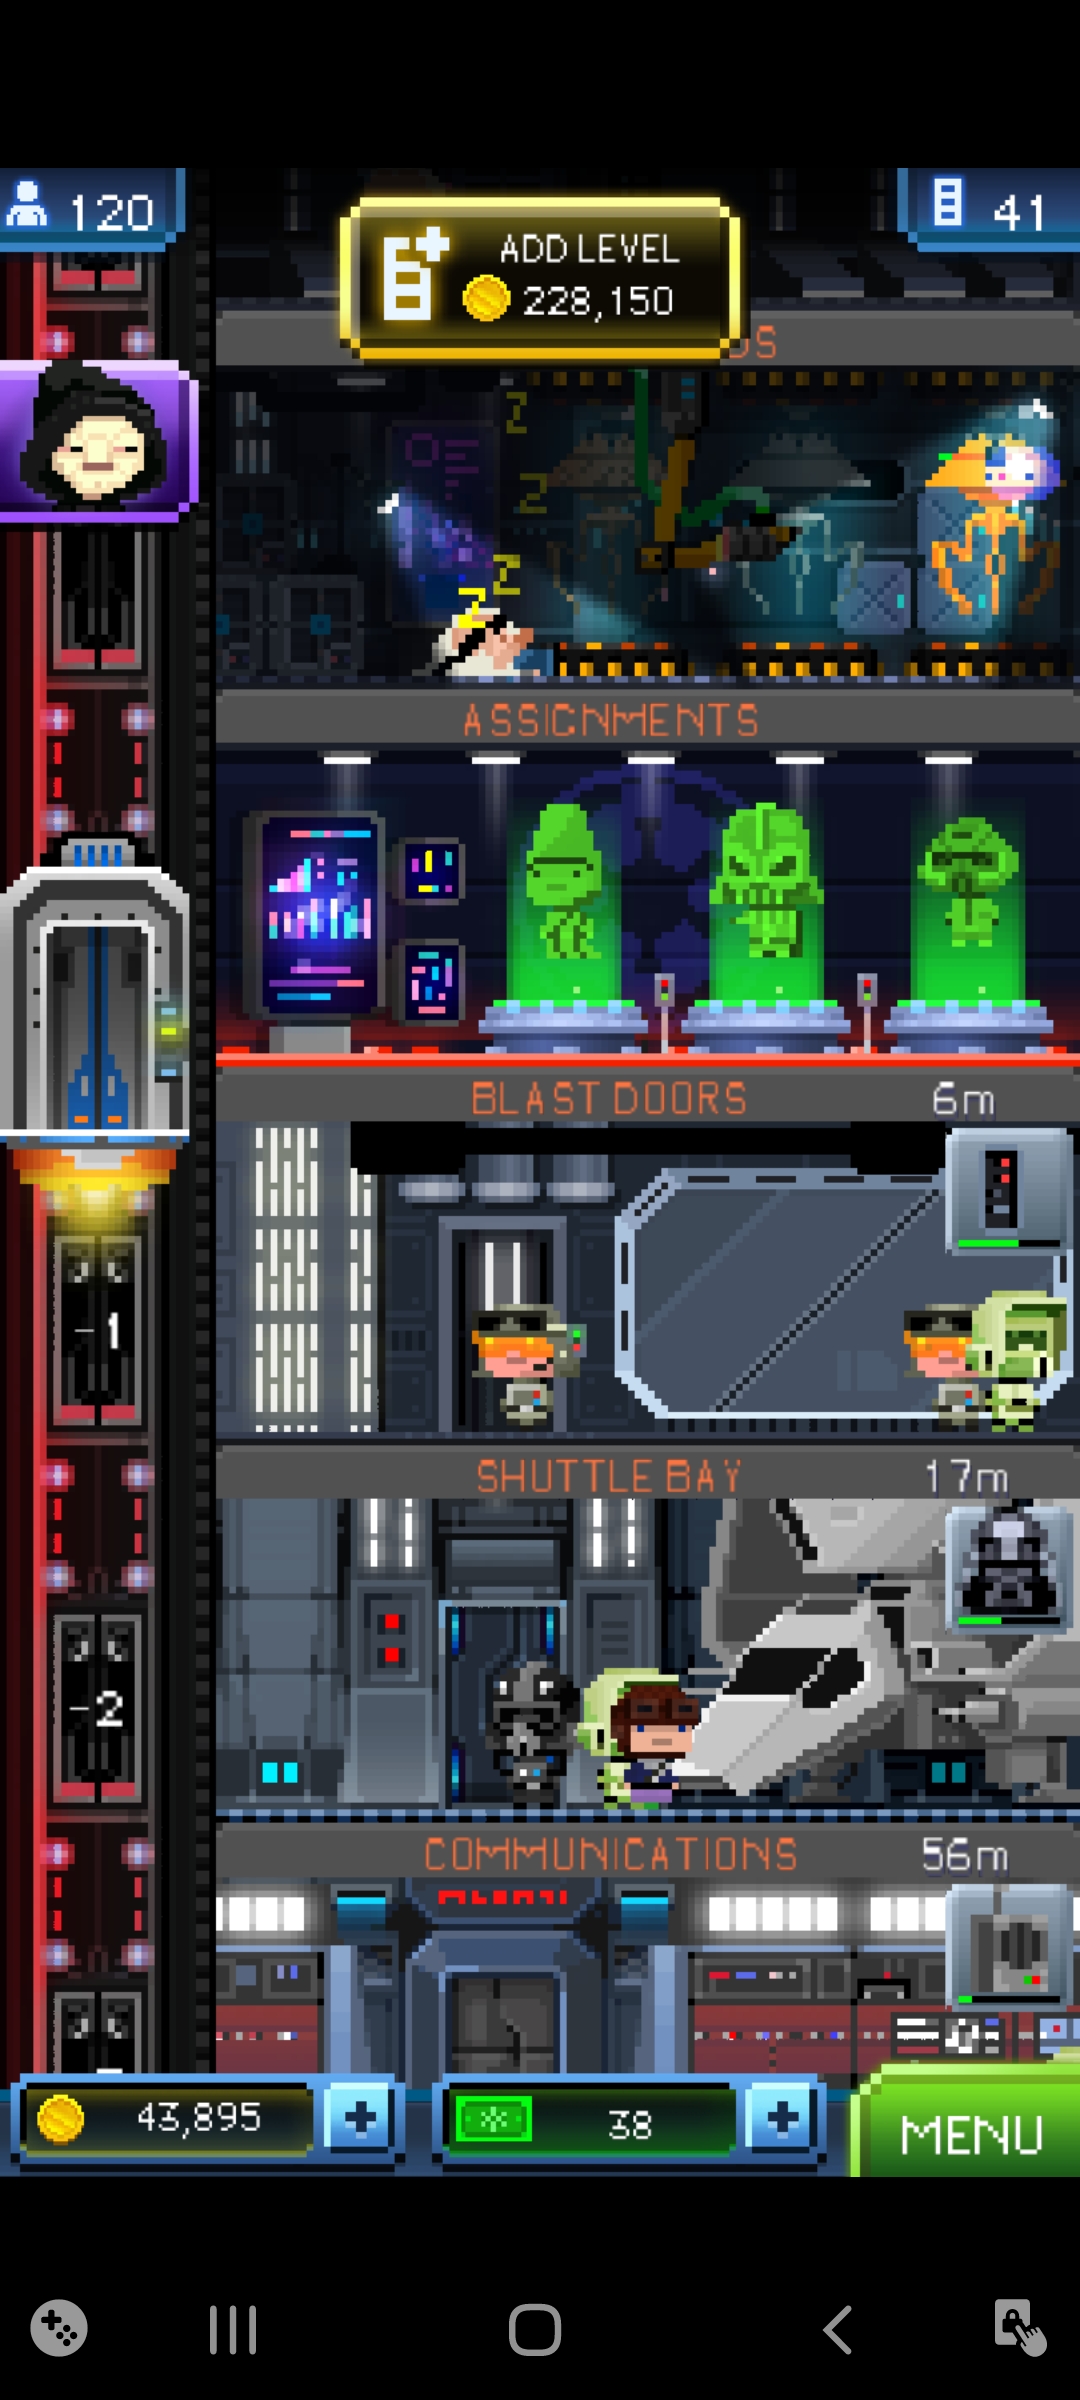 120
ADD LEVEL
228,150
41
Z
Z
Z
Z
ASSIGNMENTS
BLAST DOORS 6m
-1
SHUTTLE BAY 17m
-2
COMMUNICATIONS 56m
43,895
38
MENU